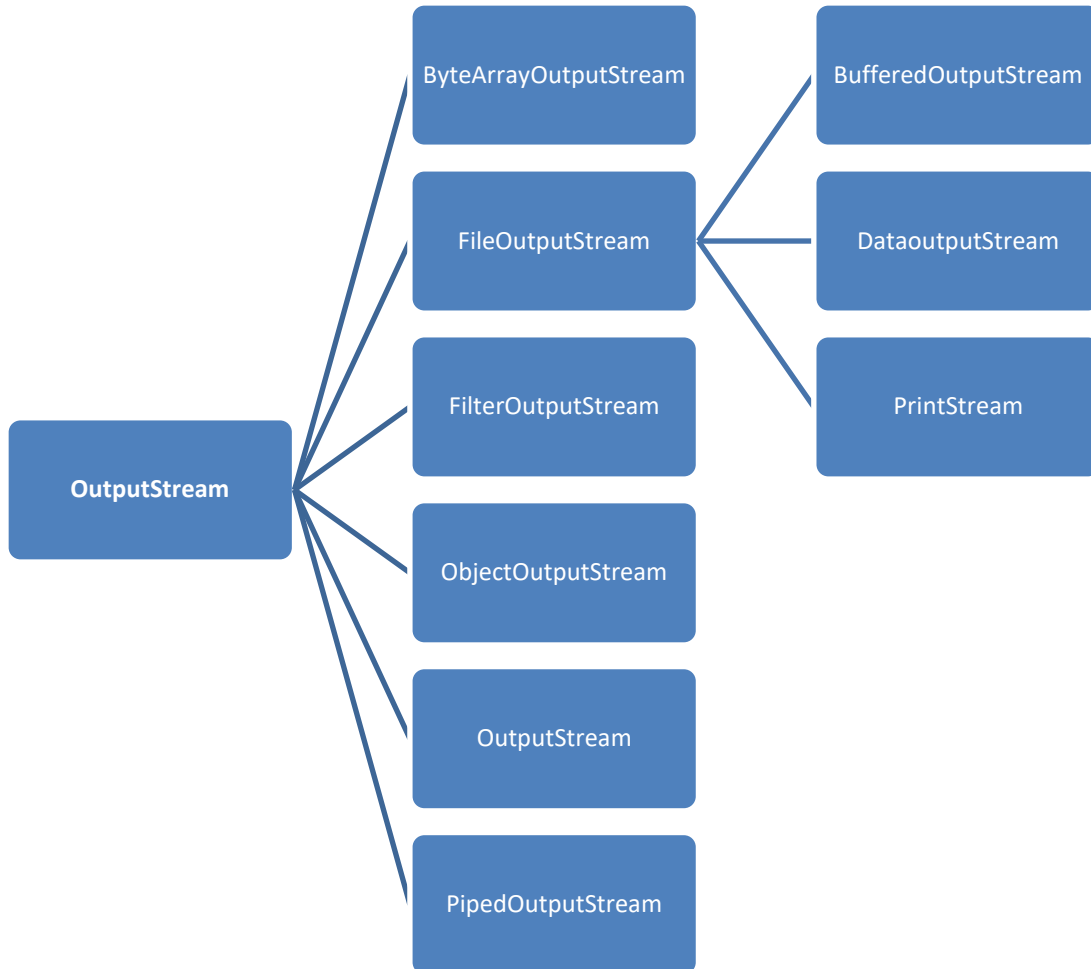 ByteArrayOutputStream
BufferedOutputStream
FileOutputStream
DataoutputStream
FilterOutputStream
PrintStream
OutputStream
ObjectOutputStream
OutputStream
PipedOutputStream